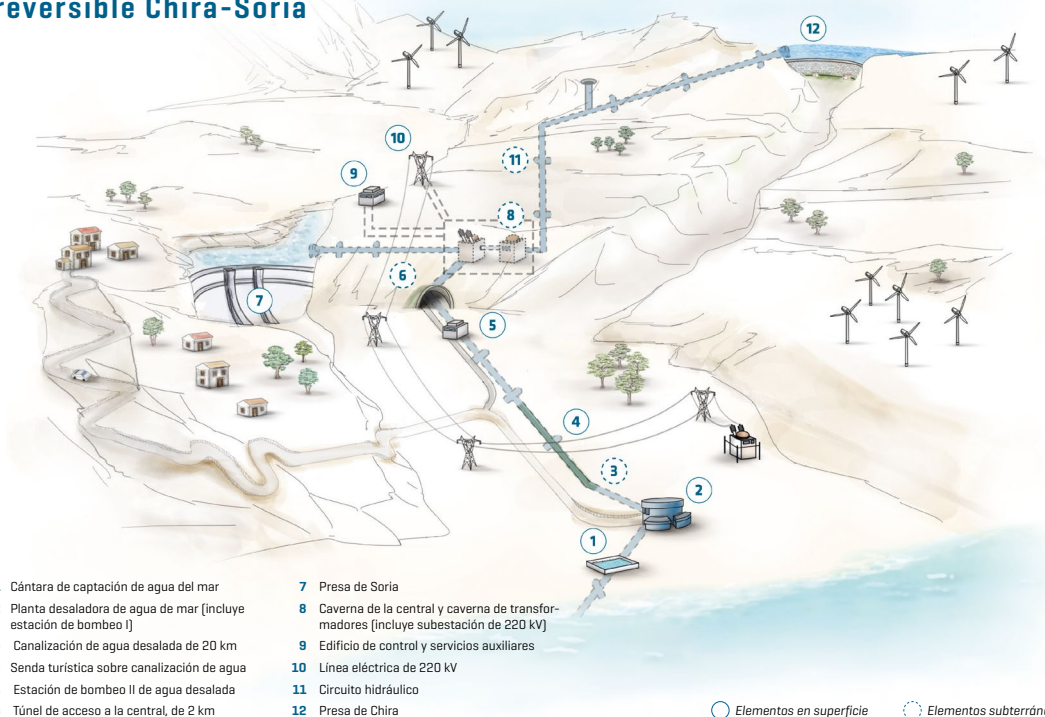 reversible Chira-Soria
12
10
11
9
8
6
7
5
4
3
2
1
Cántara de captación de agua del mar
Planta desaladora de agua de mar (incluye
estación de bombeo I)
Canalización de agua desalada de 20 km
Senda turística sobre canalización de agua
Estación de bombeo II de agua desalada
Túnel de acceso a la central, de 2 km
7 Presa de Soria
8 Caverna de la central y caverna de transfor-
madores (incluye subestación de 220 kV)
9 Edificio de control y servicios auxiliares
10 Línea eléctrica de 220 kV
11 Circuito hidráulico
12 Presa de Chira
Elementos en superficie
Elementos subterrán